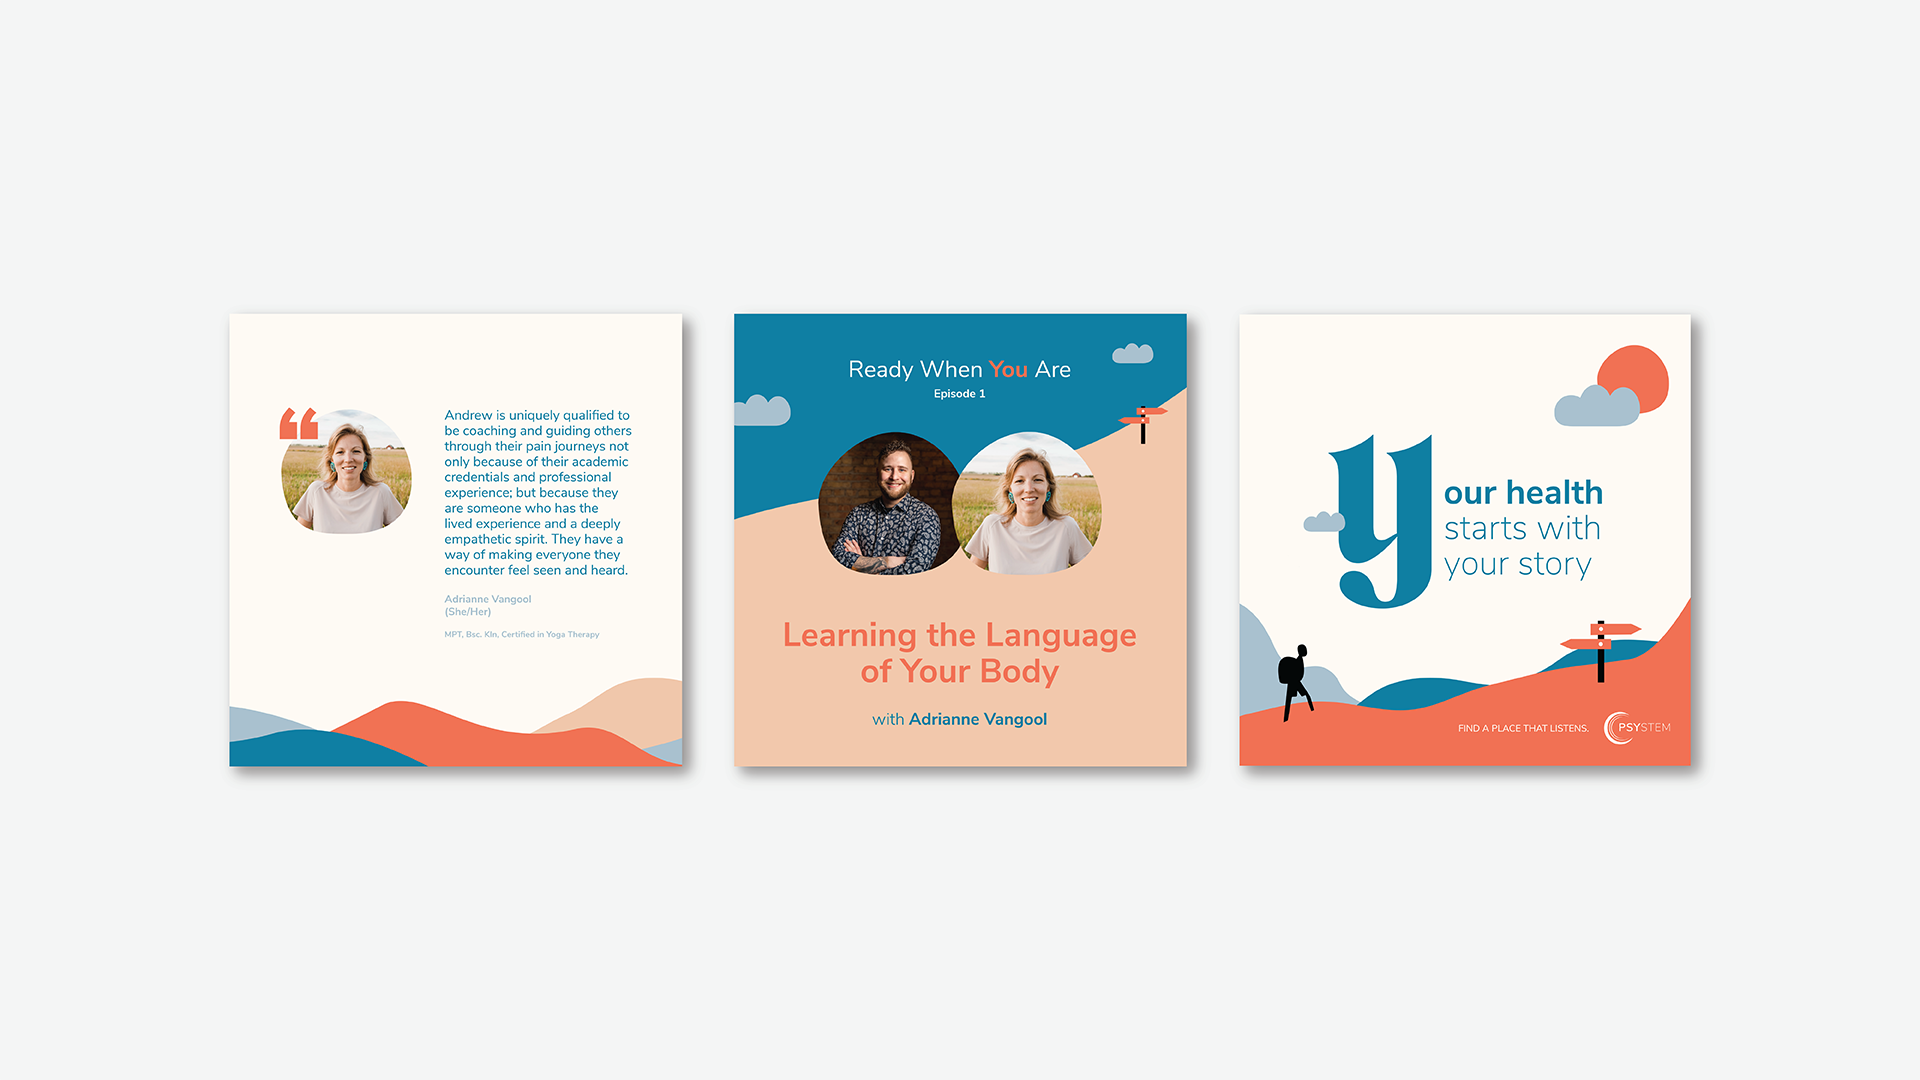 Andrew is uniquely qualified to
be coaching and guiding others
through their pain journeys not
only because of their academic
credentials and professional
experience; but because they
are someone who has the
lived experience and a deeply
empathetic spirit. They have a
way of making everyone they
encounter feel seen and heard.
Adrianne Vangool
(She/Her)
MPT, Bsc. KIn, Certified in Yoga Therapy
Ready When You Are
Episode 1
Learning the Language
of Your Body
with Adrianne Vangool
your health
starts with
your story
FIND A PLACE THAT LISTENS.
PSYSTEM